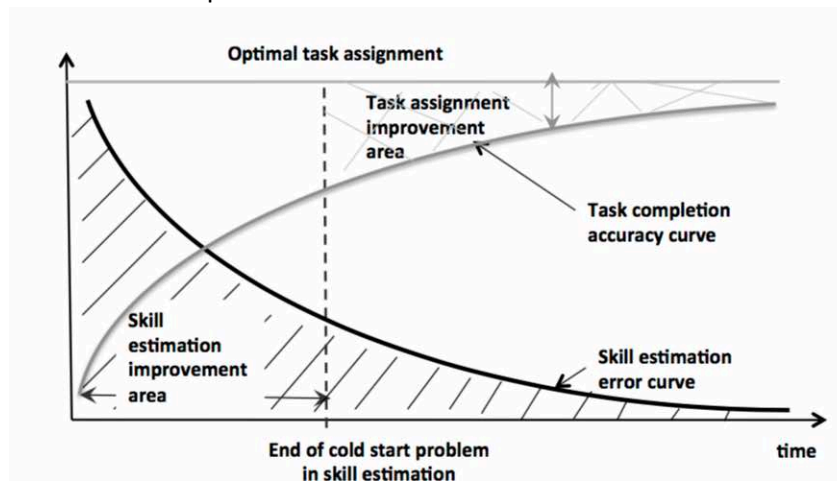 Optimal task assignment
Task assignment
improvement
area
Task completion
accuracy curve
Skill
estimation
improvement
area
Skill estimation
error curve
End of cold start problem
in skill estimation
time